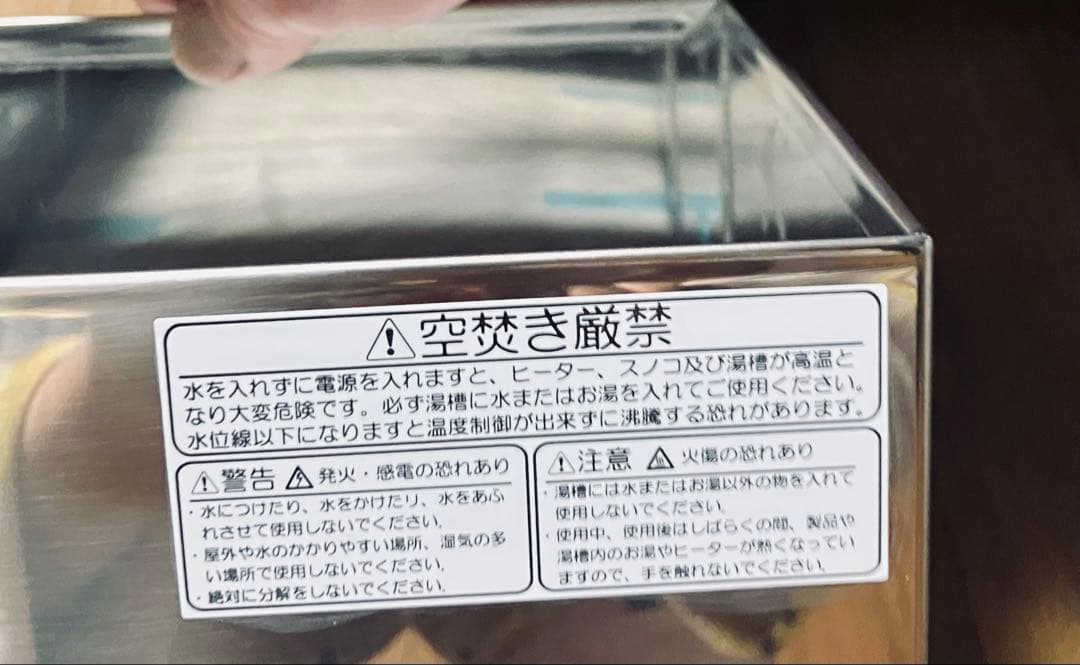 空焚き厳禁
水を入れずに電源を入れますと、ヒーター、スノコ及び湯槽が高温と
なり大変危険です。必ず湯槽に水またはお湯を入れてご使用ください。
水位線以下になりますと温度制御が出来ずに沸騰する恐れがあります。
警告 発火・感電の恐れあり
・水につけたり、水をかけたり、水をあふ
れさせて使用しないでください。
・屋外や水のかかりやすい場所、湿気の多
い場所で使用しないでください。
・絶対に分解をしないでください。
注意 火傷の恐れあり
・湯槽には水またはお湯以外の物を入れて
使用しないでください。
・使用中、使用後はしばらくの間、製品や
湯槽内のお湯やヒーターが熱くなってい
ますので、手を触れないでください。